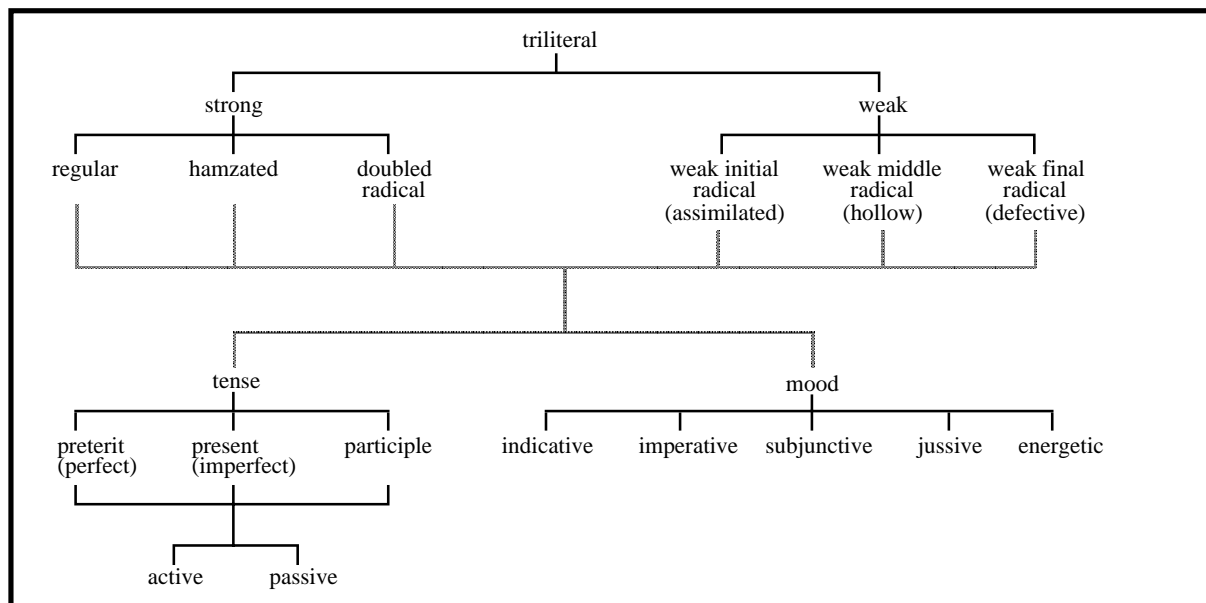 triliteral
strong
weak
regular
hamzated
doubled
radical
weak initial
radical
(assimilated)
weak middle
radical
(hollow)
weak final
radical
(defective)
tense
mood
preterit
(perfect)
present
(imperfect)
participle
indicative
imperative
subjunctive
jussive
energetic
active
passive